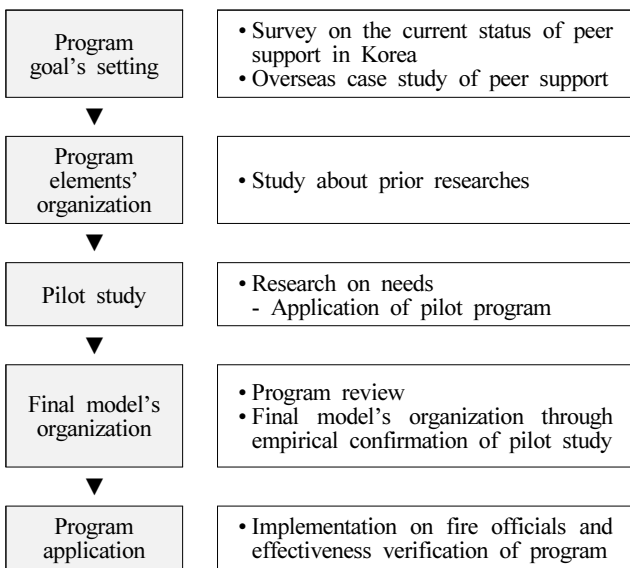 Program
goal's setting
• Survey on the current status of peer
support in Korea
• Overseas case study of peer support
▼
Program
elements'
organization
• Study about prior researches
▼
Pilot study
• Research on needs
- Application of pilot program
▼
Final model's
organization
• Program review
• Final model's organization through
empirical confirmation of pilot study
▼
Program
application
• Implementation on fire officials and
effectiveness verification of program